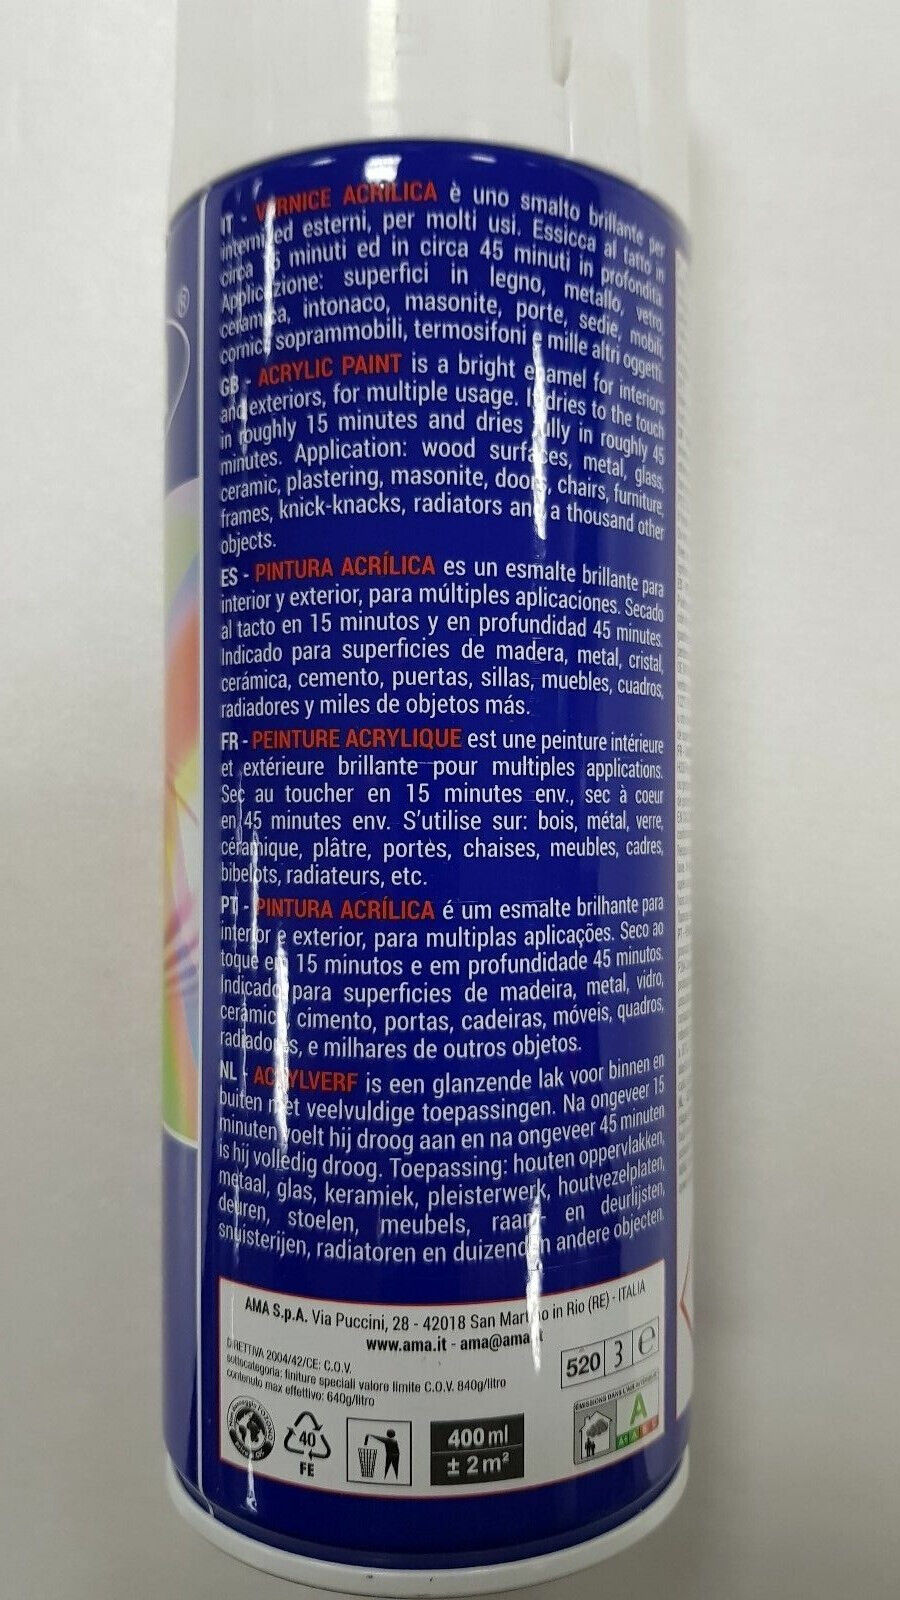 IT - VERNICE ACRILICA è uno smalto brillante per
interni ed esterni, per molti usi. Essicca al tatto in
circa 15 minuti ed in circa 45 minuti in profondità.
Applicazione: superfici in legno, metallo, vetro,
ceramica, intonaco, masonite, porte, sedie, mobili,
cornici soprammobili, termosifoni e mille altri oggetti.
GB - ACRYLIC PAINT is a bright enamel for interiors
and exteriors, for multiple usage. It dries to the touch
in roughly 15 minutes and dries fully in roughly 45
minutes. Application: wood surfaces, metal, glass,
ceramic, plastering, masonite, doors, chairs, furniture,
frames, knick-knacks, radiators and a thousand other
objects.
ES - PINTURA ACRÍLICA es un esmalte brillante para
interior y exterior, para múltiples aplicaciones. Secado
al tacto en 15 minutos y en profundidad 45 minutes.
Indicado para superficies de madera, metal, cristal,
cerámica, cemento, puertas, sillas, muebles, cuadros,
radiadores y miles de objetos más.
FR - PEINTURE ACRYLIQUE est une peinture intérieure
et extérieure brillante pour multiples applications.
Sec au toucher en 15 minutes env., sec à coeur
en 45 minutes env. S'utilise sur: bois, métal, verre,
céramique, plâtre, portes, chaises, meubles, cadres,
bibelots, radiateurs, etc.
PT - PINTURA ACRÍLICA é um esmalte brilhante para
interior e exterior, para multiplas aplicações. Seco ao
toque em 15 minutos e em profundidade 45 minutos.
Indicado para superficies de madeira, metal, vidro,
cerâmica, cimento, portas, cadeiras, móveis, quadros,
radiadores, e milhares de outros objetos.
NL - ACRYLVERF is een glanzende lak voor binnen en
buiten met veelvuldige toepassingen. Na ongeveer 15
minuten voelt hij droog aan en na ongeveer 45 minuten
is hij volledig droog. Toepassing: houten oppervlakken,
metaal, glas, keramiek, pleisterwerk, houtvezelplaten,
deuren, stoelen, meubels, raam- en deurlijsten,
snuisterijen, radiatoren en duizenden andere objecten.
AMA S.p.A. Via Puccini, 28 - 42018 San Martino in Rio (RE) - ITALIA
www.ama.it - ama@ama.it
DIRETTIVA 2004/42/CE: C.O.V.
sottocategoria: finiture speciali valore limite C.O.V. 840g/litro
contenuto max effettivo: 640g/litro
520 3 e
40
FE
400 ml
± 2 m²
A